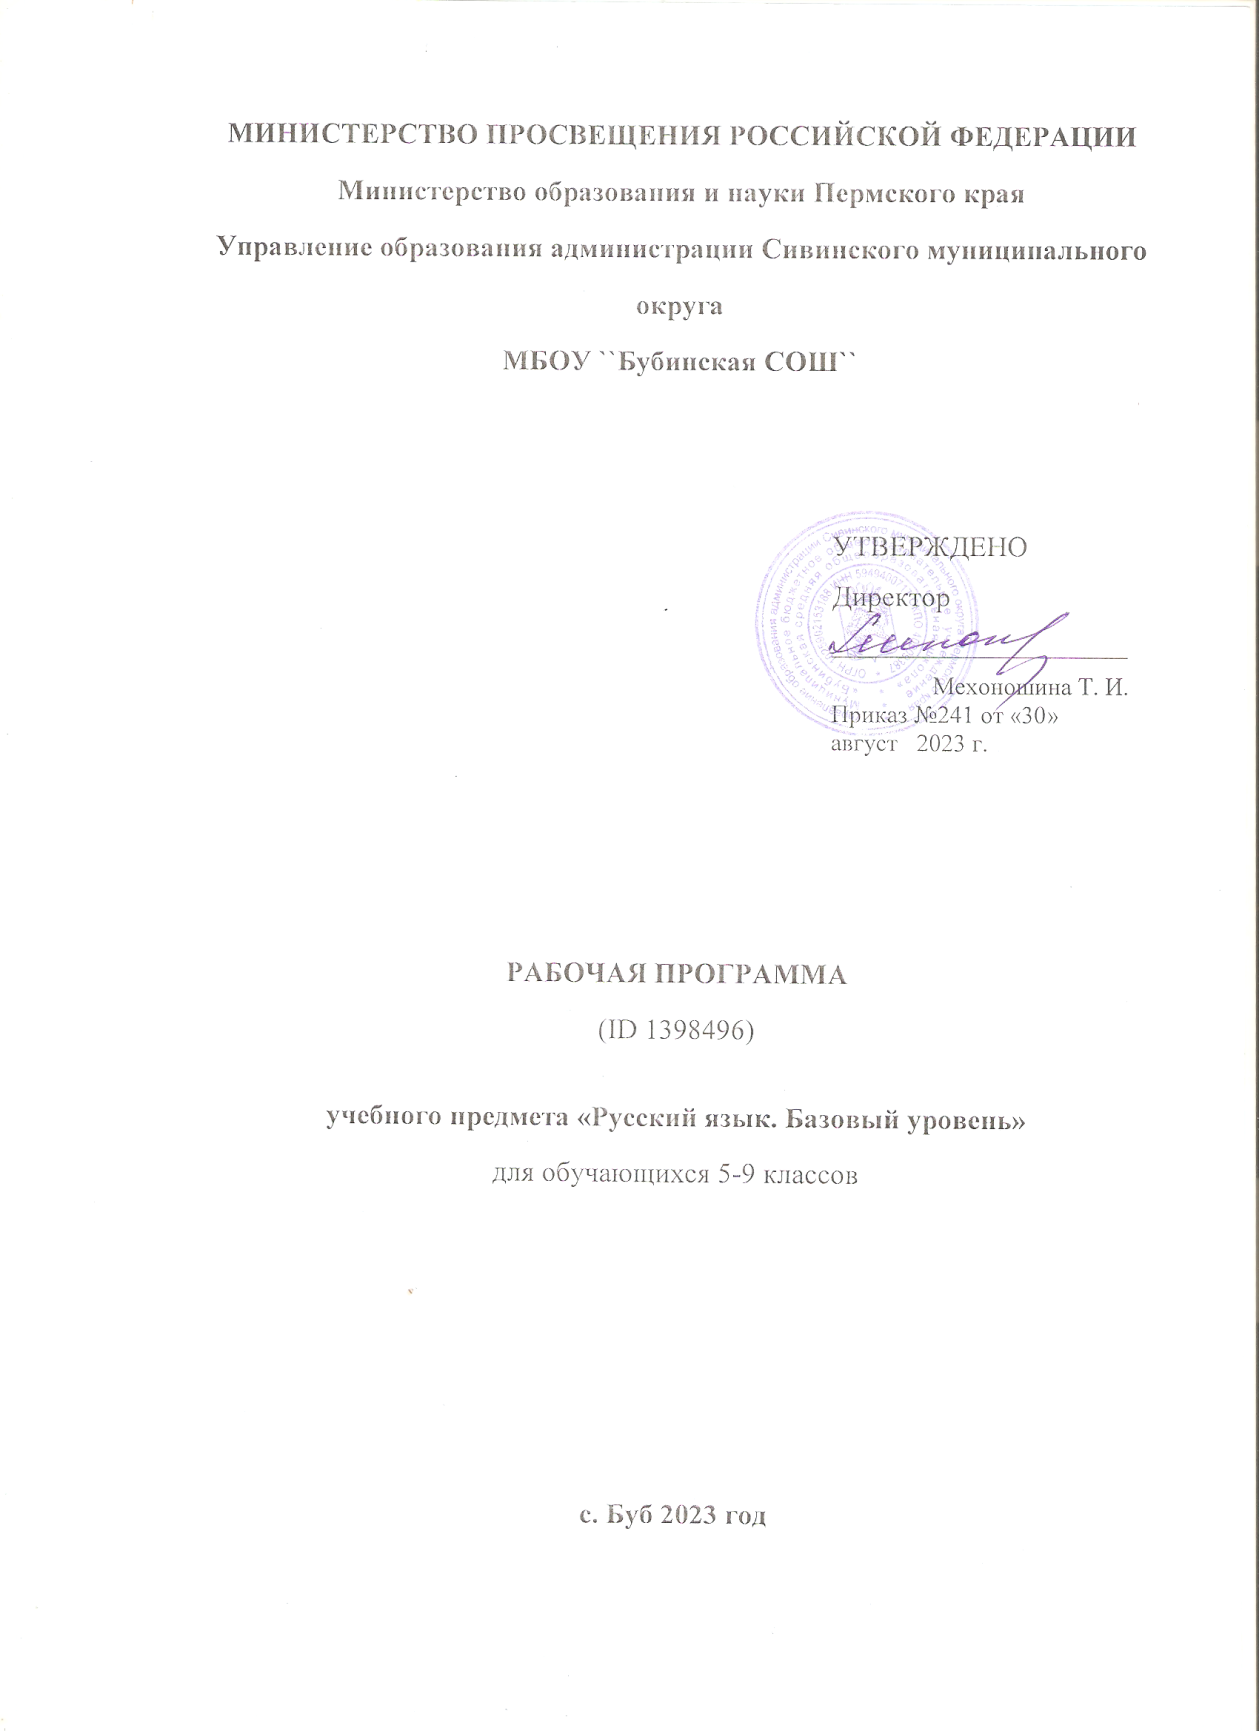 МИНИСТЕРСТВО ПРОСВЕЩЕНИЯ РОССИЙСКОЙ ФЕДЕРАЦИИ
Министерство образования и науки Пермского края
Управление образования администрации Сивинского муниципального
округа
МБОУ ``Бубинская СОШ``
УТВЕРЖДЕНО
Директор
Мехоношина Т. И.
Приказ №241 от «30»
август 2023 г.
РАБОЧАЯ ПРОГРАММА
(ID 1398496)
учебного предмета «Русский язык. Базовый уровень»
для обучающихся 5-9 классов
с. Буб 2023 год